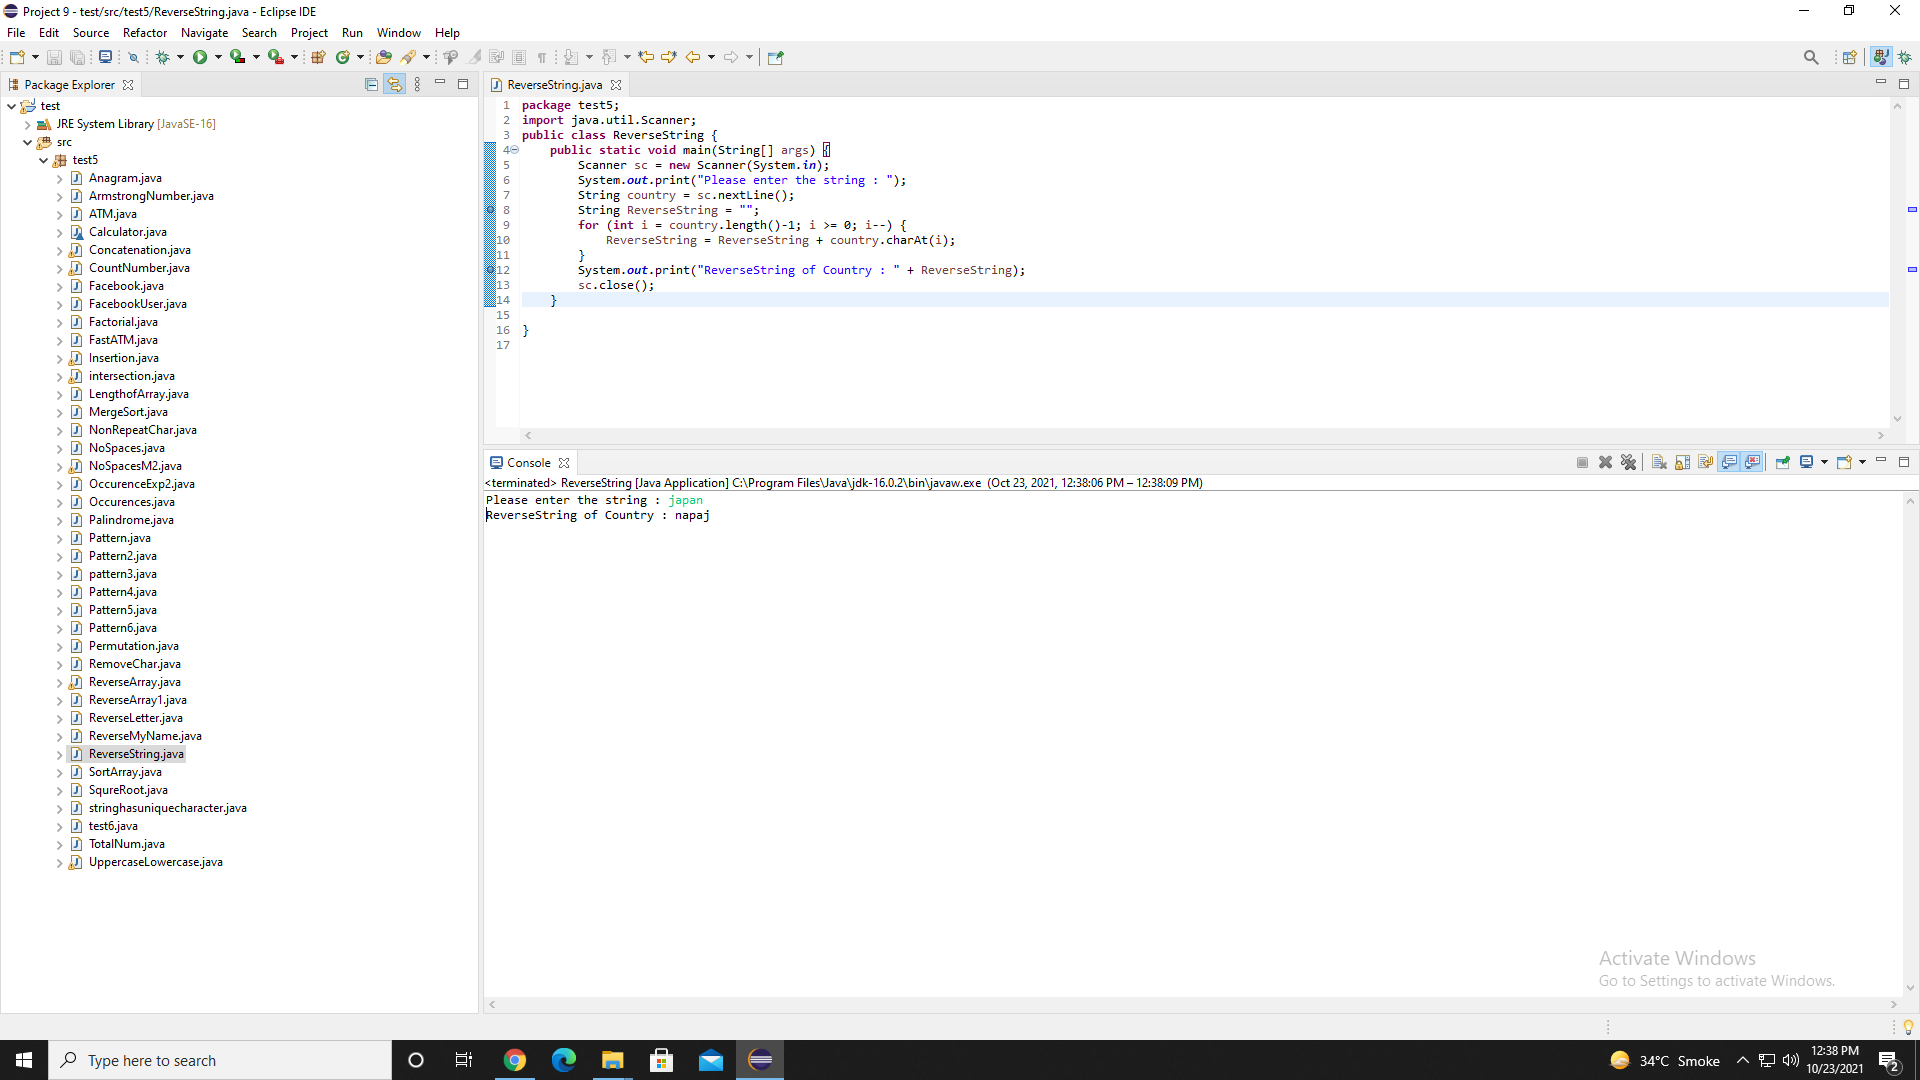 Project 9 - test/src/test5/ReverseString.java - Eclipse IDE
File Edit Source Refactor Navigate Search Project Run Window Help
Package Explorer
test
JRE System Library [JavaSE-16]
src
test5
Anagram.java
ArmstrongNumber.java
ATM.java
Calculator.java
Concatenation.java
CountNumber.java
Facebook.java
FacebookUser.java
Factorial.java
FastATM.java
Insertion.java
intersection.java
LengthofArray.java
MergeSort.java
NonRepeatChar.java
NoSpaces.java
NoSpacesM2.java
OccurenceExp2.java
Occurences.java
Palindrome.java
Pattern.java
Pattern2.java
pattern3.java
Pattern4.java
Pattern5.java
Pattern6.java
Permutation.java
RemoveChar.java
ReverseArray.java
ReverseArray1.java
ReverseLetter.java
ReverseMyName.java
ReverseString.java
SortArray.java
SqureRoot.java
stringhasuniquecharacter.java
test6.java
TotalNum.java
UppercaseLowercase.java
ReverseString.java
1 package test5;
2 import java.util.Scanner;
3 public class ReverseString {
4 public static void main(String[] args) {
5 Scanner sc = new Scanner(System.in);
6 System.out.print("Please enter the string : ");
7 String country = sc.nextLine();
8 String ReverseString = "";
9 for (int i = country.length()-1; i >= 0; i--) {
10 ReverseString = ReverseString + country.charAt(i);
11 }
12 System.out.print("ReverseString of Country : " + ReverseString);
13 sc.close();
14 }
15
16 }
17
Console
<terminated> ReverseString [Java Application] C:\Program Files\Java\jdk-16.0.2\bin\javaw.exe (Oct 23, 2021, 12:38:06 PM – 12:38:09 PM)
Please enter the string : japan
ReverseString of Country : napaj
Activate Windows
Go to Settings to activate Windows.
Type here to search
34°C Smoke
12:38 PM
10/23/2021
2